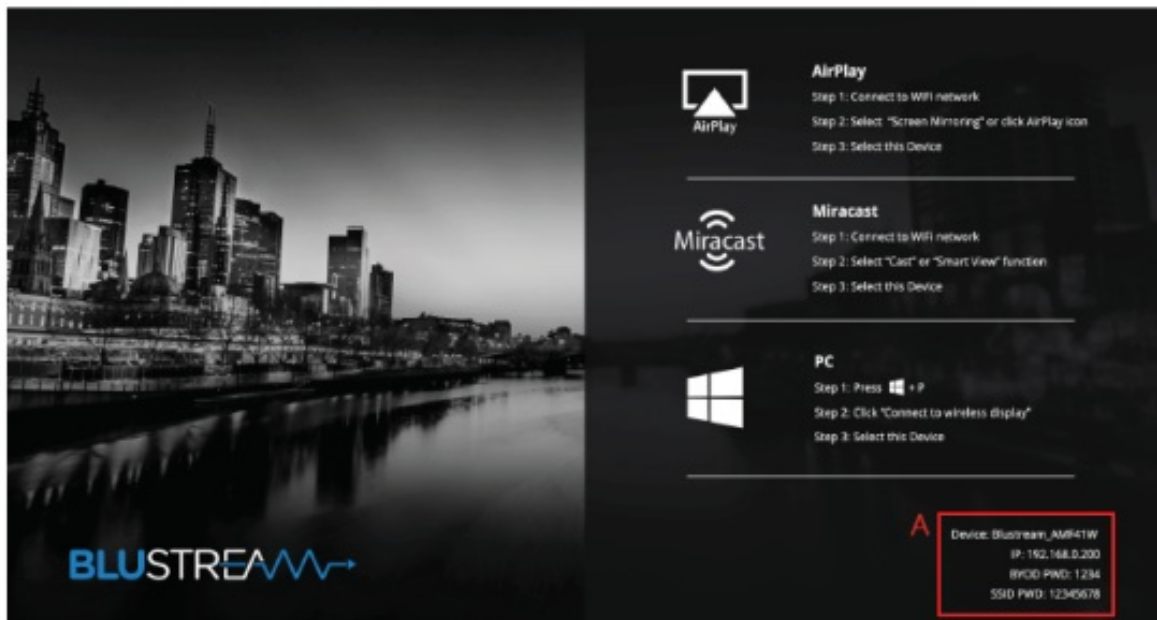 AirPlay
AirPlay
Step 1: Connect to WiFi network
Step 2: Select "Screen Mirroring" or click AirPlay icon
Step 3: Select this Device
Miracast
Miracast
Step 1: Connect to WiFi network
Step 2: Select "Cast" or "Smart View" function
Step 3: Select this Device
PC
Step 1: Press + P
Step 2: Click "Connect to wireless display"
Step 3: Select this Device
BLUSTREAM
A
Device: Blustream_AMF41W
IP: 192.168.0.200
BYOD PWD: 1234
SSID PWD: 12345678